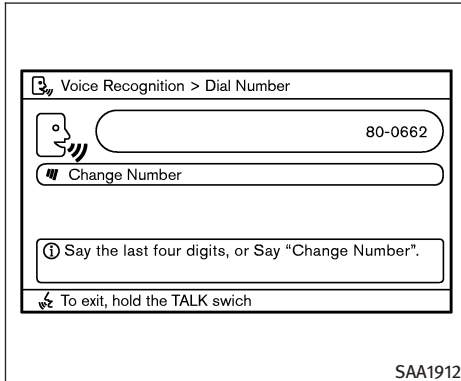 Voice Recognition > Dial Number
80-0662
Change Number
Say the last four digits, or Say “Change Number”.
To exit, hold the TALK swich
SAA1912